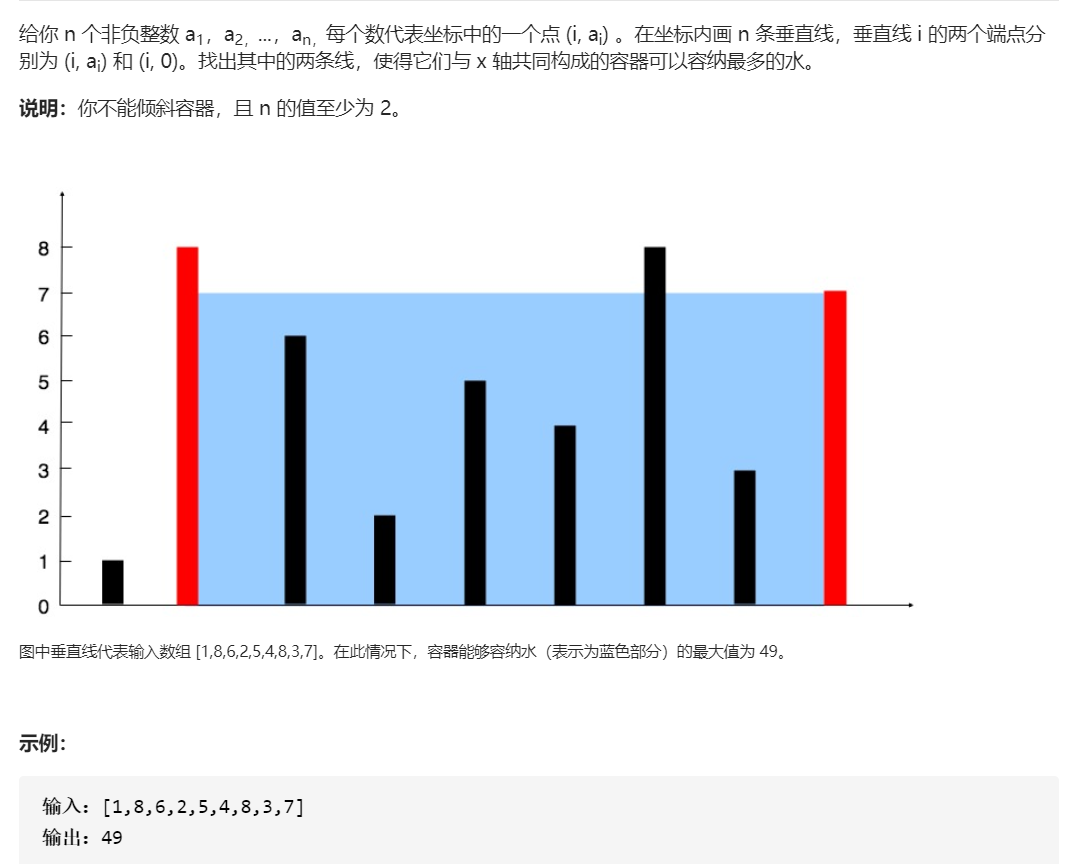 给你 n 个非负整数 a1，a2，...，an，每个数代表坐标中的一个点 (i, ai) 。在坐标内画 n 条垂直线，垂直线 i 的两个端点分
别为 (i, ai) 和 (i, 0)。找出其中的两条线，使得它们与 x 轴共同构成的容器可以容纳最多的水。
说明：你不能倾斜容器，且 n 的值至少为 2。
8
7
6
5
4
3
2
1
0
图中垂直线代表输入数组 [1,8,6,2,5,4,8,3,7]。在此情况下，容器能够容纳水（表示为蓝色部分）的最大值为 49。
示例：
输入：[1,8,6,2,5,4,8,3,7]
输出：49